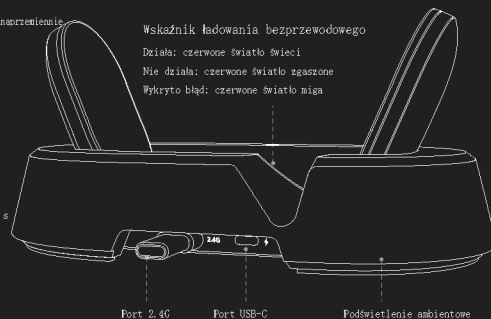 naprzemiennie
Wskaźnik ładowania bezprzewodowego
Działa: czerwone światło świeci
Nie działa: czerwone światło zgaszone
Wykryto błąd: czerwone światło miga
s
2.4G
Port 2.4G
Port USB-C
Podświetlenie ambientowe